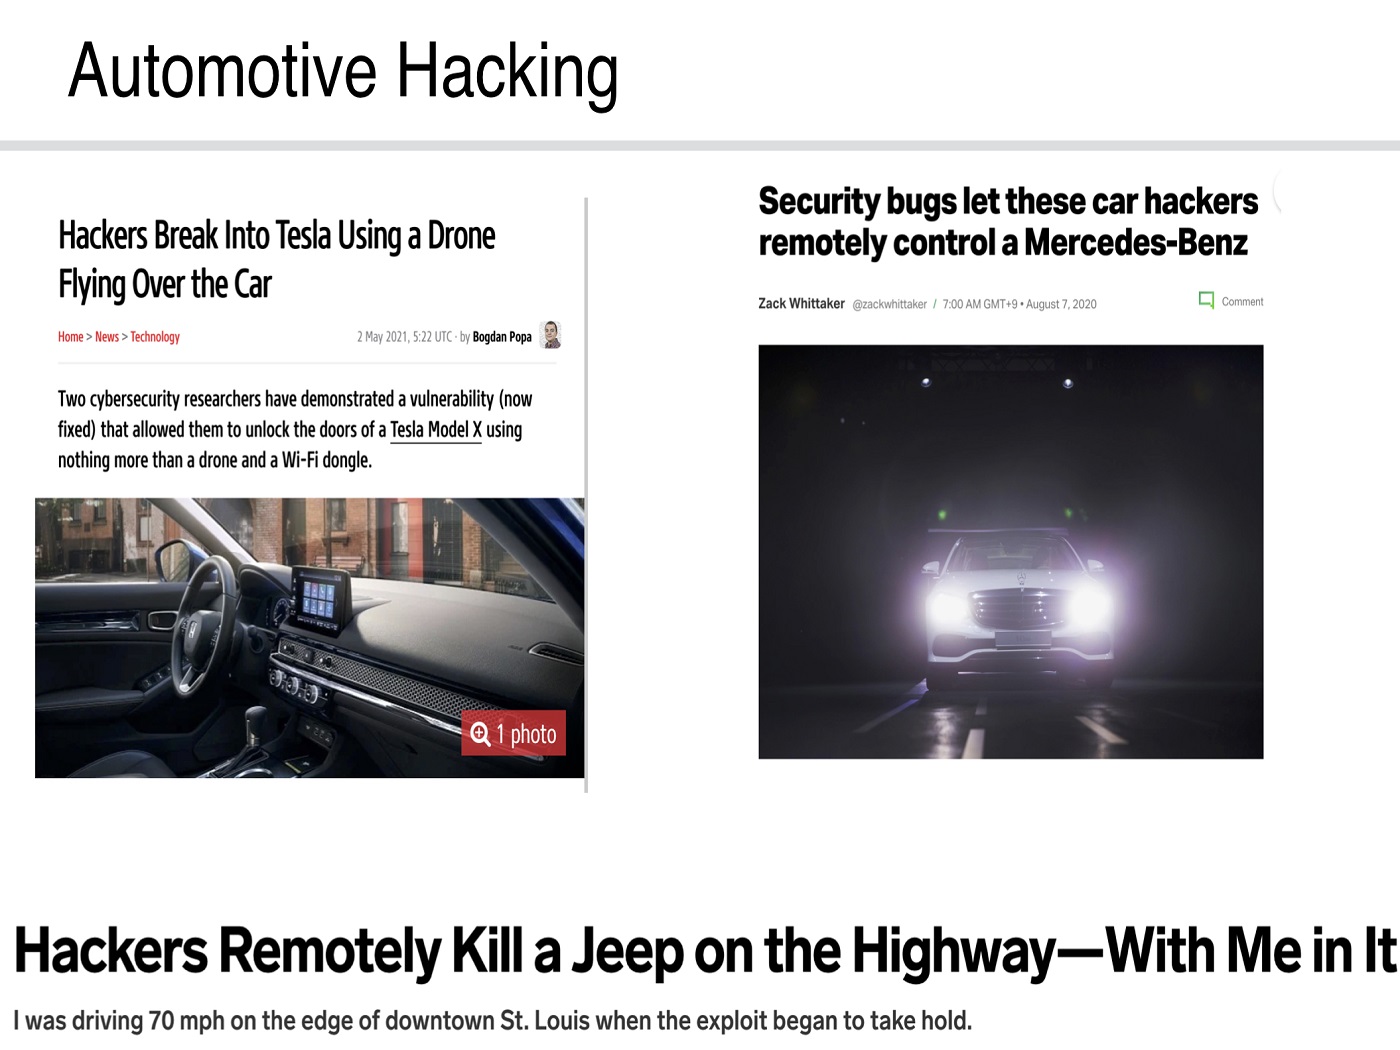 Automotive Hacking
Hackers Break Into Tesla Using a Drone
Flying Over the Car
Home > News > Technology
2 May 2021, 5:22 UTC · by Bogdan Popa
Two cybersecurity researchers have demonstrated a vulnerability (now
fixed) that allowed them to unlock the doors of a Tesla Model X using
nothing more than a drone and a Wi-Fi dongle.
1 photo
Security bugs let these car hackers
remotely control a Mercedes-Benz
Zack Whittaker @zackwhittaker / 7:00 AM GMT+9 • August 7, 2020
Comment
Hackers Remotely Kill a Jeep on the Highway—With Me in It
I was driving 70 mph on the edge of downtown St. Louis when the exploit began to take hold.